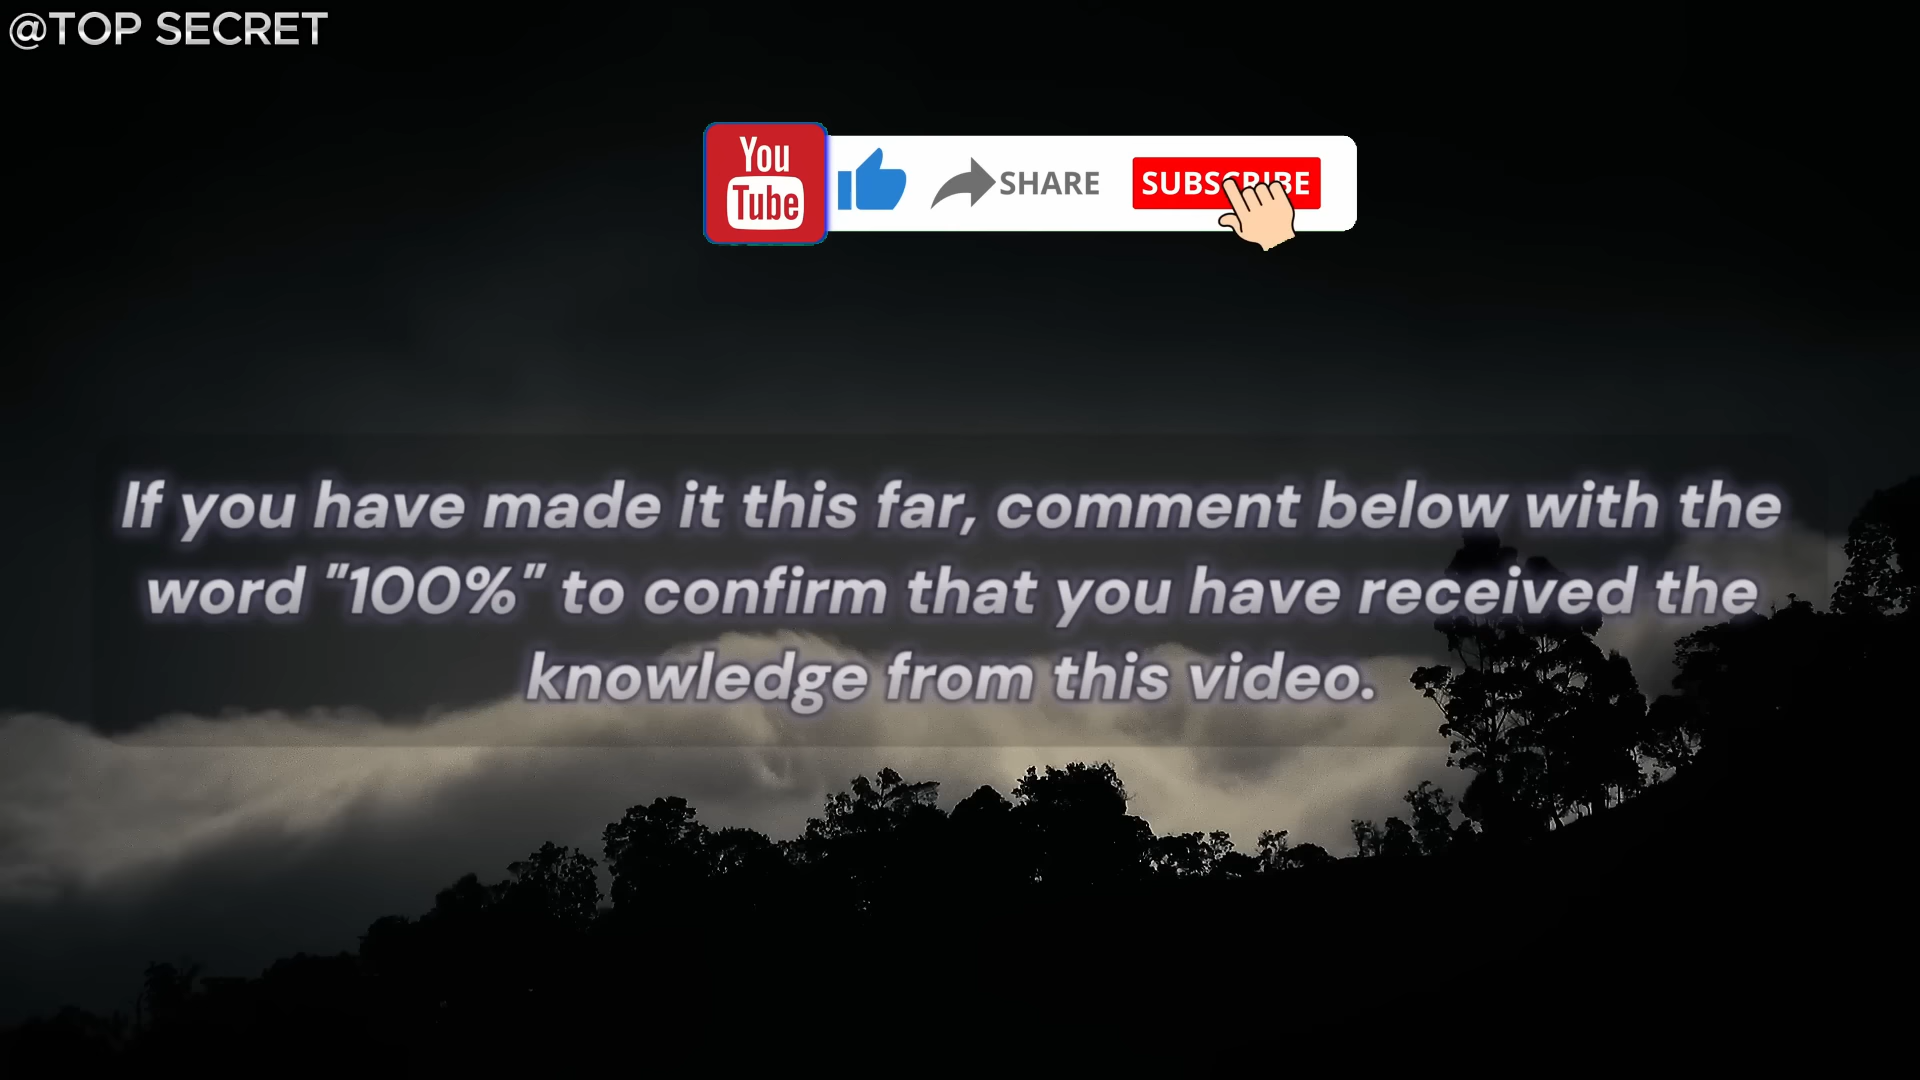 @TOP SECRET
You
Tube
SHARE
SUBSCRIBE
If you have made it this far, comment below with the
word "100%" to confirm that you have received the
knowledge from this video.